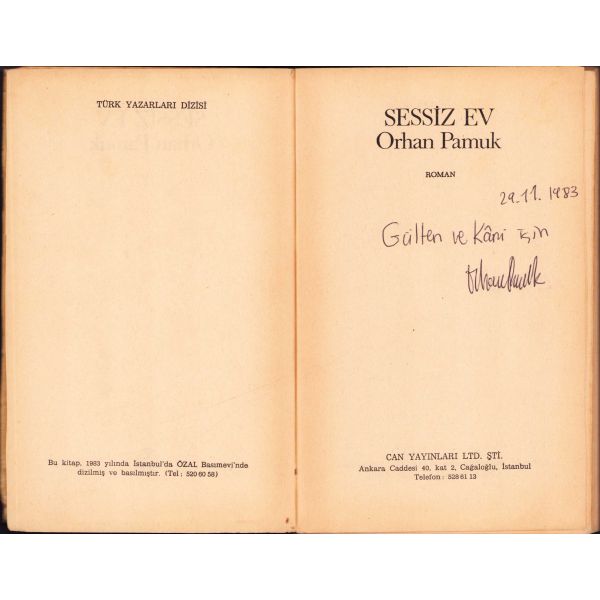 TÜRK YAZARLARI DİZİSİ
Bu kitap, 1983 yılında İstanbul'da ÖZAL Basımevi'nde
dizilmiş ve basılmıştır. (Tel: 520 60 58)
SESSİZ EV
Orhan Pamuk
ROMAN
29.11.1983
Gülten ve Kâni için
Orhan Pamuk
CAN YAYINLARI LTD. ŞTİ.
Ankara Caddesi 40, kat 2, Cağaloğlu, İstanbul
Telefon: 528 61 13